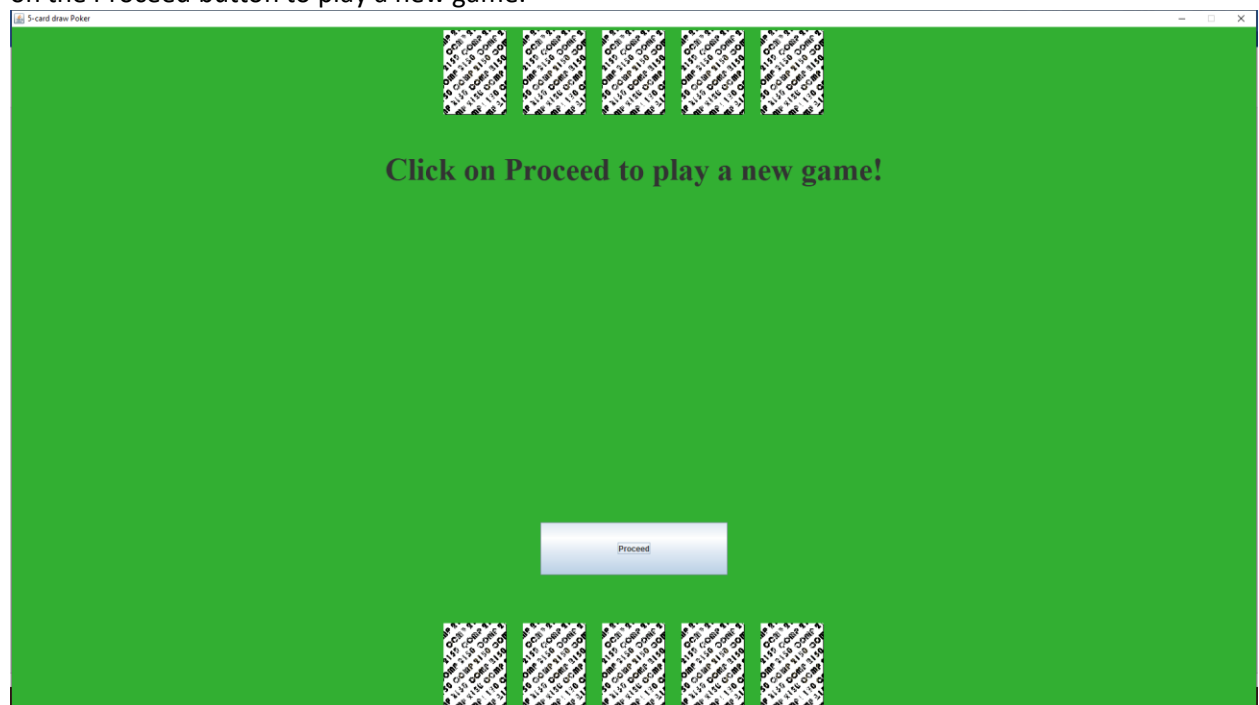 on the Proceed button to play a new game.
5-card draw Poker
Click on Proceed to play a new game!
Proceed